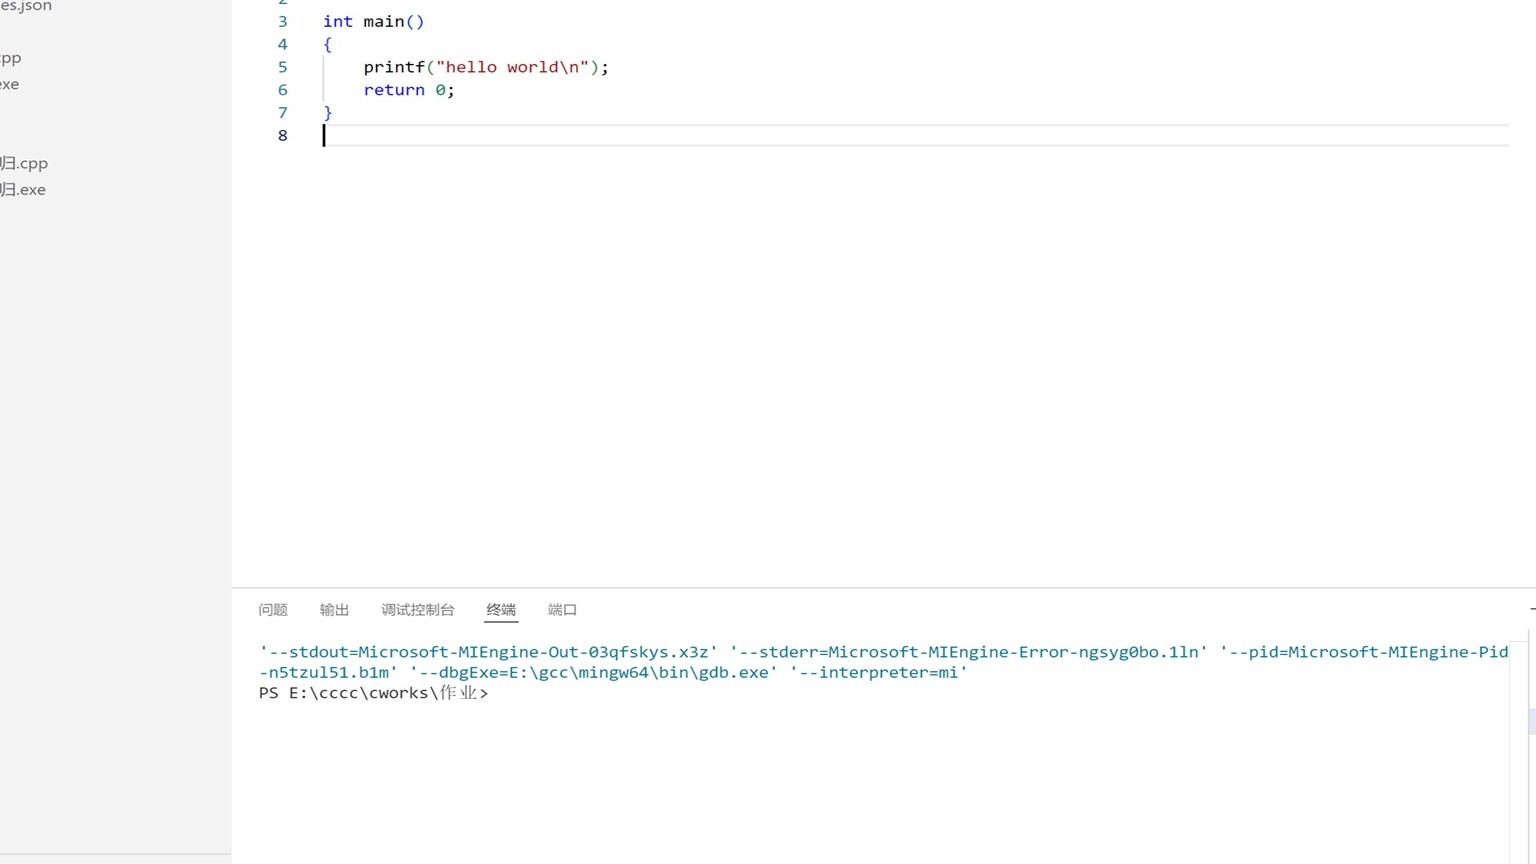 es.json
cpp
exe
归.cpp
归.exe
3 int main()
4 {
5 printf("hello world\n");
6 return 0;
7 }
8
问题 输出 调试控制台 终端 端口
'--stdout=Microsoft-MIEngine-Out-03qfskys.x3z' '--stderr=Microsoft-MIEngine-Error-ngsyg0bo.1ln' '--pid=Microsoft-MIEngine-Pid
-n5tzul51.b1m' '--dbgExe=E:\gcc\mingw64\bin\gdb.exe' '--interpreter=mi'
PS E:\cccc\cworks\作业>